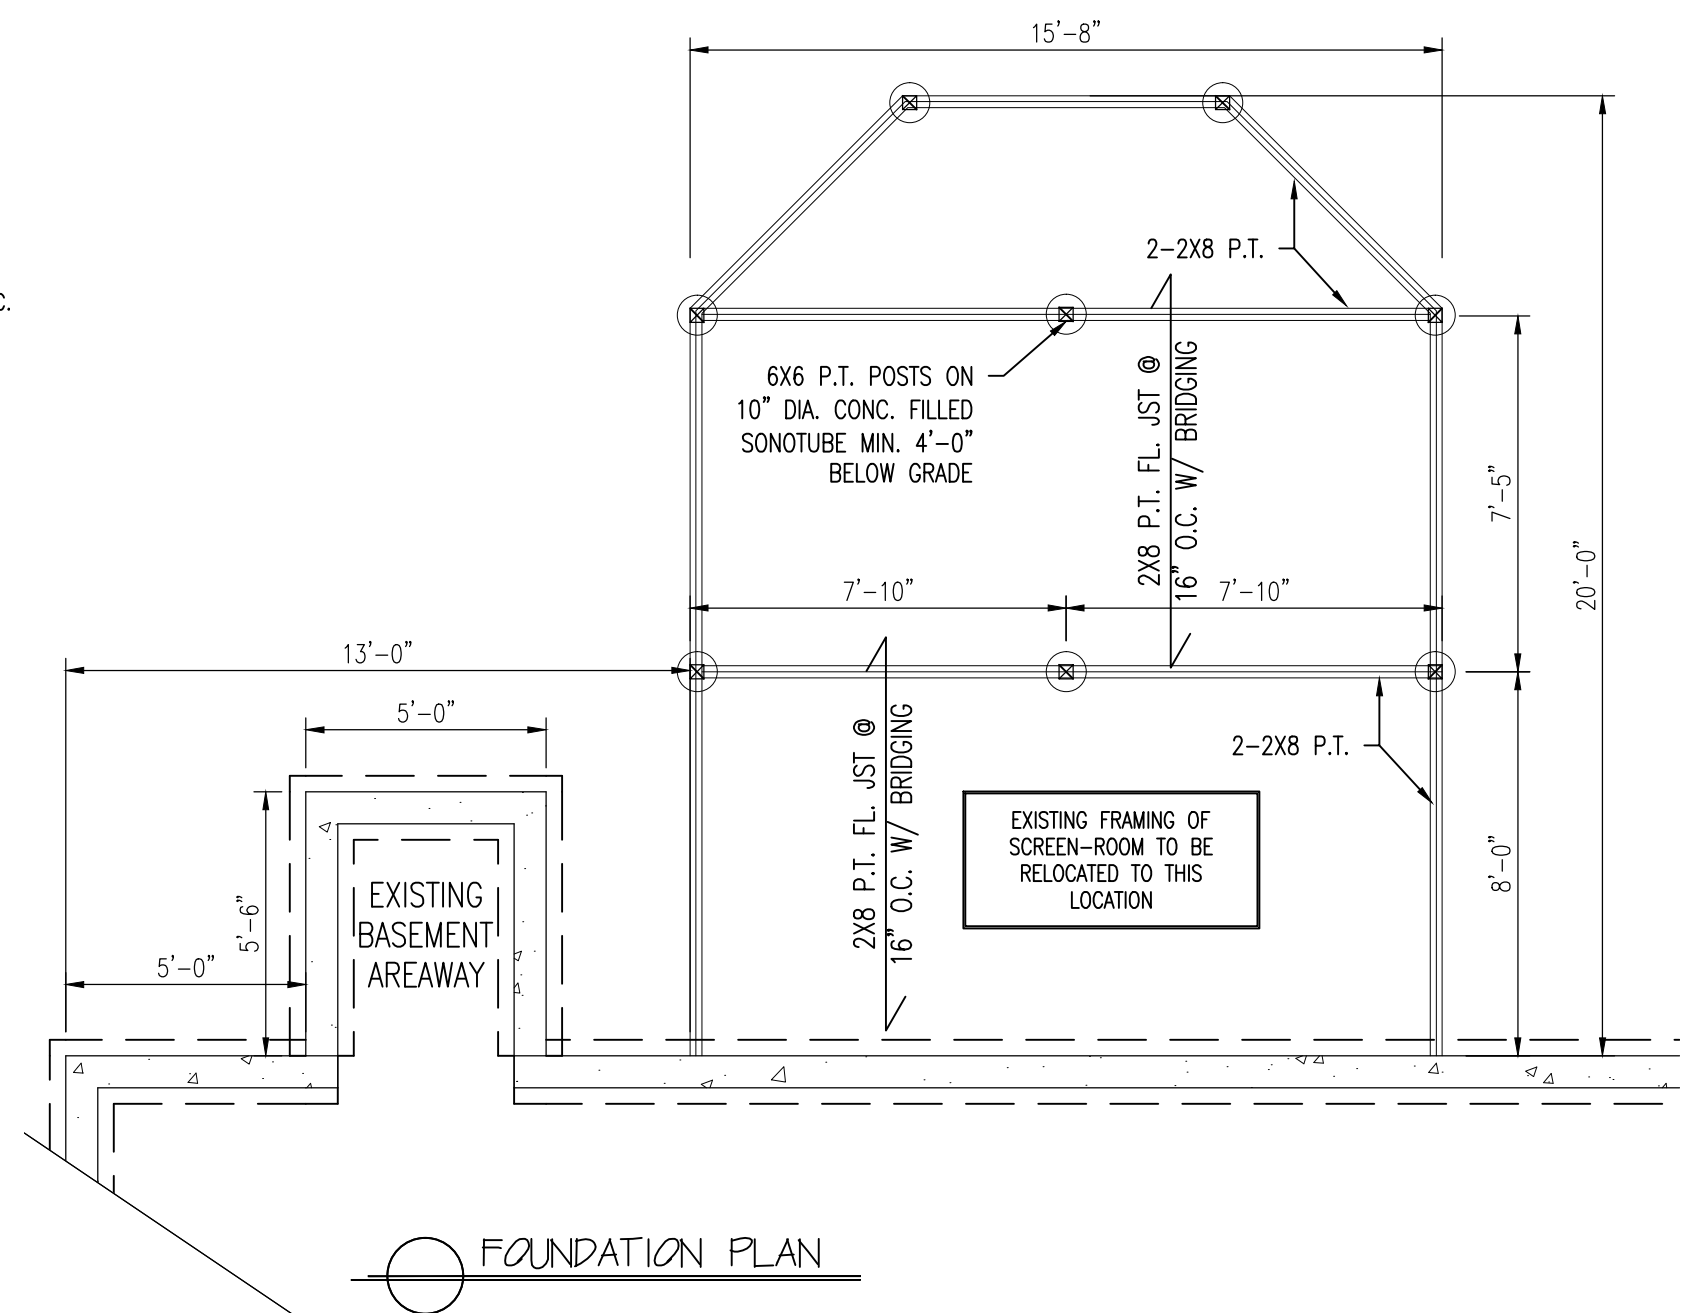 15'-8"
C.
2-2X8 P.T.
6X6 P.T. POSTS ON
10" DIA. CONC. FILLED
SONOTUBE MIN. 4'-0"
BELOW GRADE
2X8 P.T. FL. JST @
16" O.C. W/ BRIDGING
7'-5"
20'-0"
7'-10"
7'-10"
13'-0"
5'-0"
2X8 P.T. FL. JST @
16" O.C. W/ BRIDGING
2-2X8 P.T.
EXISTING FRAMING OF
SCREEN-ROOM TO BE
RELOCATED TO THIS
LOCATION
8'-0"
5'-6"
EXISTING
BASEMENT
AREAWAY
5'-0"
FOUNDATION PLAN